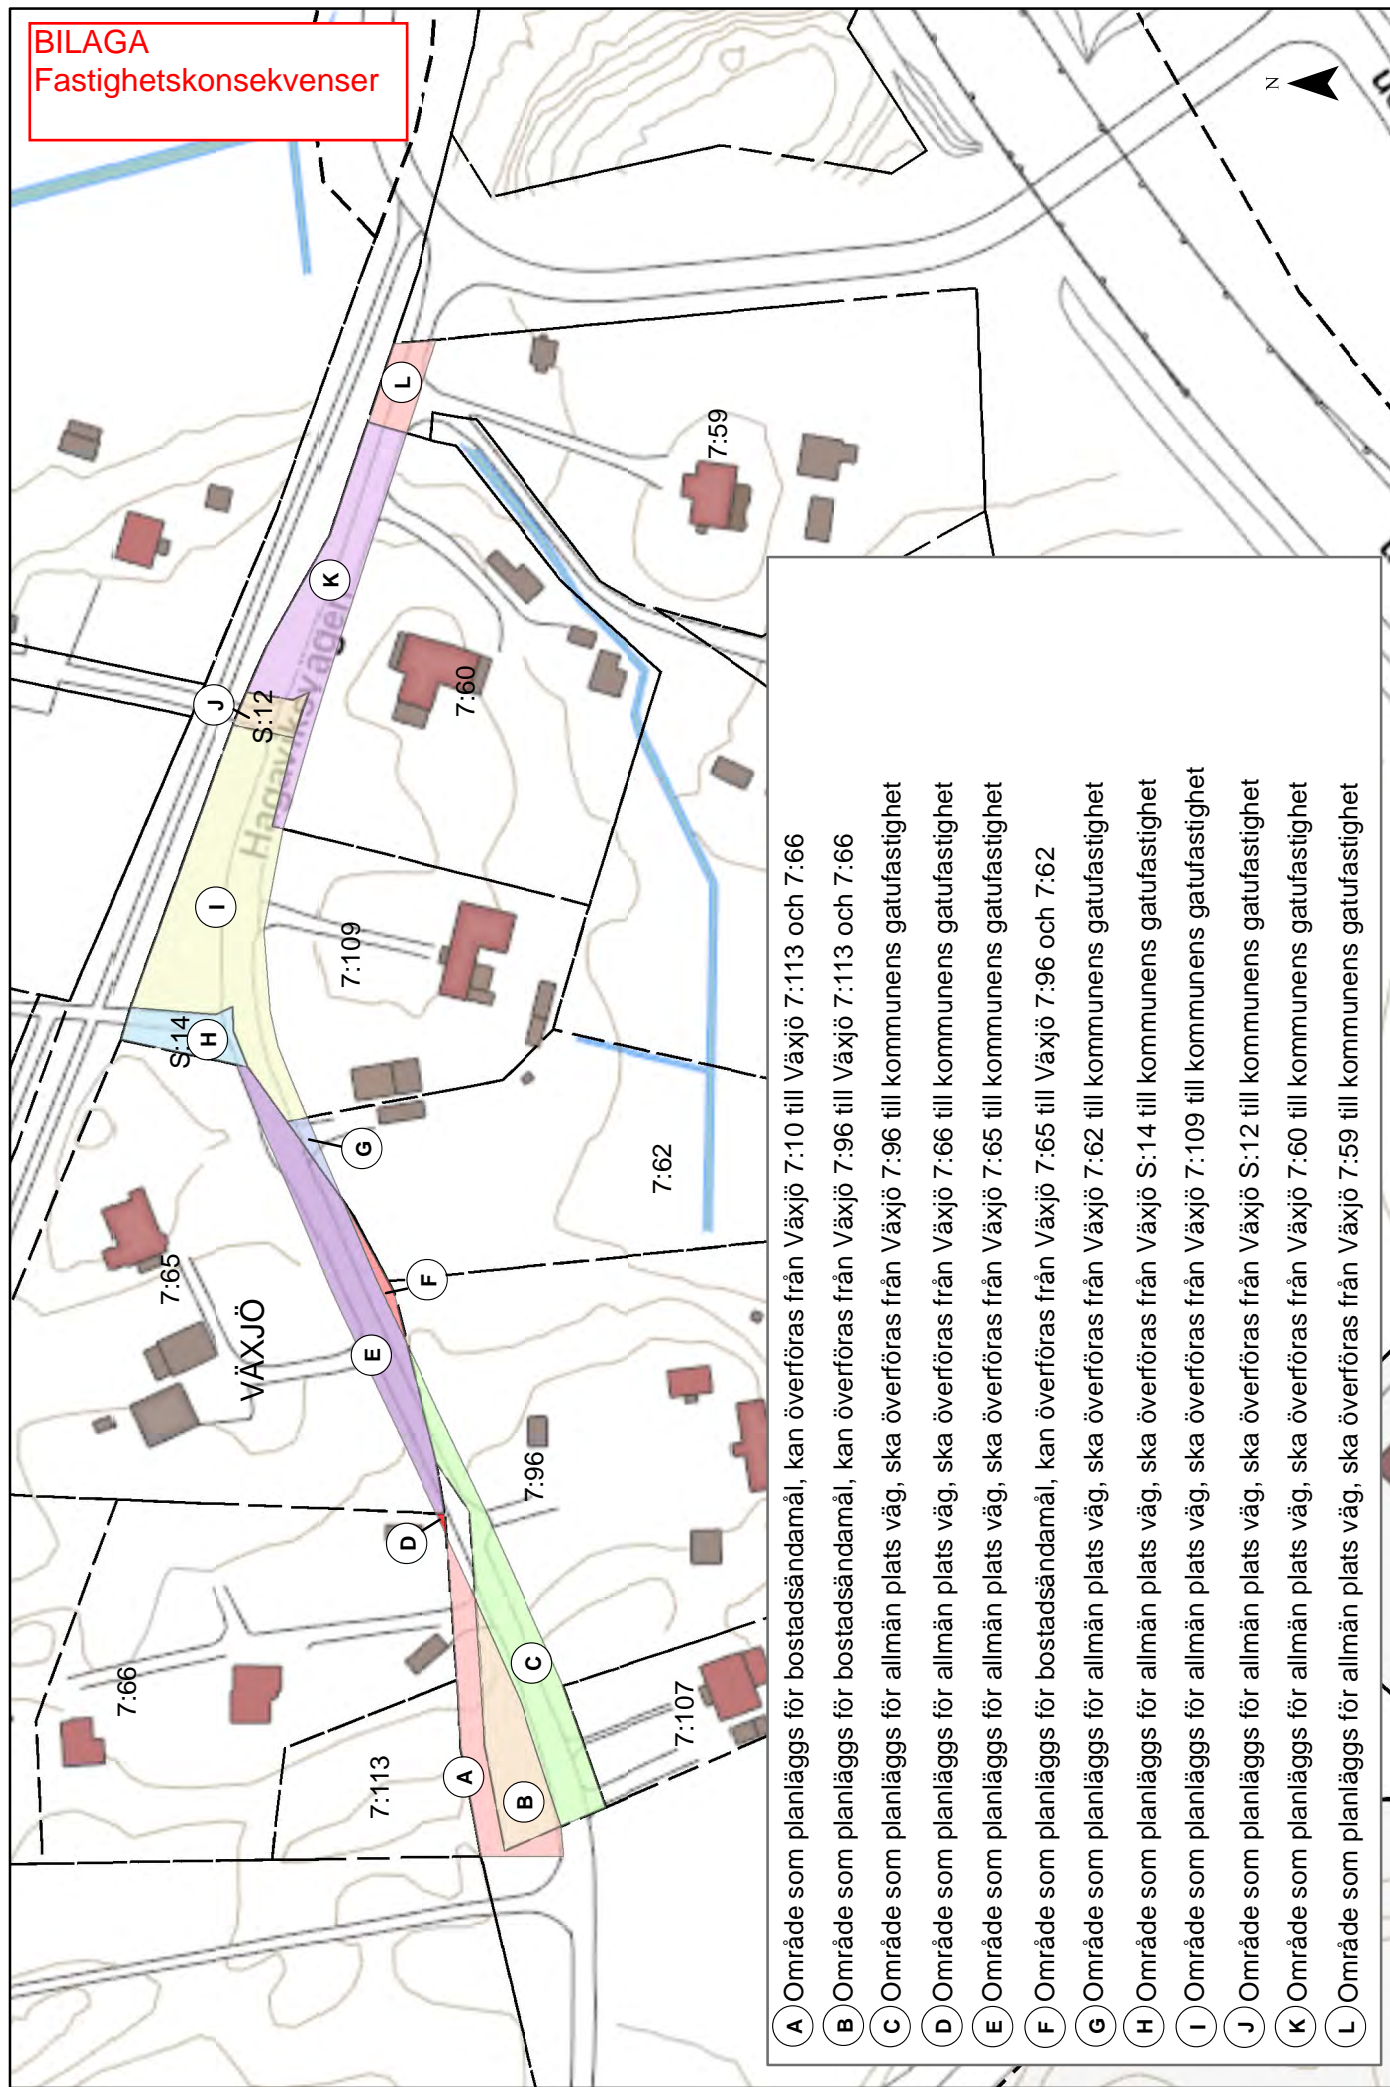 BILAGA
Fastighetskonsekvenser
N
Hagaviksvägen
VÄXJÖ
7:66
7:113
7:65
7:107
7:96
7:62
7:109
7:60
7:59
S:14
S:12
A
B
C
D
E
F
G
H
I
J
K
L
A Område som planläggs för bostadsändamål, kan överföras från Växjö 7:10 till Växjö 7:113 och 7:66
B Område som planläggs för bostadsändamål, kan överföras från Växjö 7:96 till Växjö 7:113 och 7:66
C Område som planläggs för allmän plats väg, ska överföras från Växjö 7:96 till kommunens gatufastighet
D Område som planläggs för allmän plats väg, ska överföras från Växjö 7:66 till kommunens gatufastighet
E Område som planläggs för allmän plats väg, ska överföras från Växjö 7:65 till kommunens gatufastighet
F Område som planläggs för bostadsändamål, kan överföras från Växjö 7:65 till Växjö 7:96 och 7:62
G Område som planläggs för allmän plats väg, ska överföras från Växjö 7:62 till kommunens gatufastighet
H Område som planläggs för allmän plats väg, ska överföras från Växjö S:14 till kommunens gatufastighet
I Område som planläggs för allmän plats väg, ska överföras från Växjö 7:109 till kommunens gatufastighet
J Område som planläggs för allmän plats väg, ska överföras från Växjö S:12 till kommunens gatufastighet
K Område som planläggs för allmän plats väg, ska överföras från Växjö 7:60 till kommunens gatufastighet
L Område som planläggs för allmän plats väg, ska överföras från Växjö 7:59 till kommunens gatufastighet